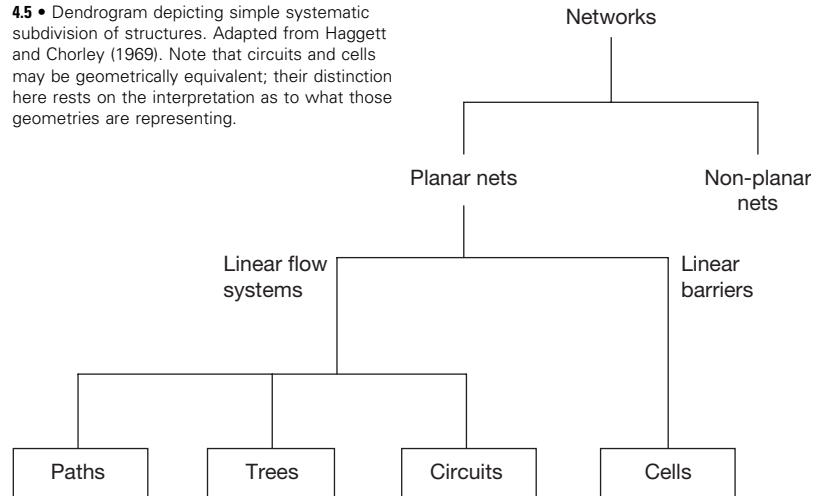 4.5 • Dendrogram depicting simple systematic
subdivision of structures. Adapted from Haggett
and Chorley (1969). Note that circuits and cells
may be geometrically equivalent; their distinction
here rests on the interpretation as to what those
geometries are representing.
Networks
Planar nets
Non-planar
nets
Linear flow
systems
Linear
barriers
Paths
Trees
Circuits
Cells